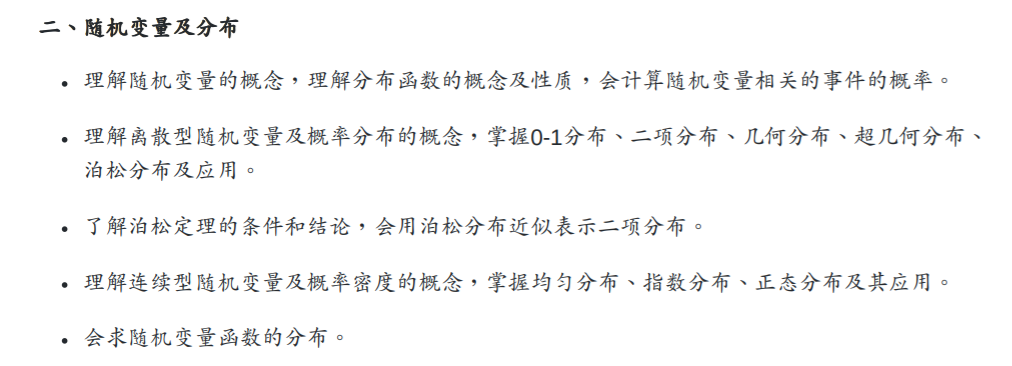 二、随机变量及分布
• 理解随机变量的概念，理解分布函数的概念及性质，会计算随机变量相关的事件的概率。
• 理解离散型随机变量及概率分布的概念，掌握0-1分布、二项分布、几何分布、超几何分布、
泊松分布及应用。
• 了解泊松定理的条件和结论，会用泊松分布近似表示二项分布。
• 理解连续型随机变量及概率密度的概念，掌握均匀分布、指数分布、正态分布及其应用。
• 会求随机变量函数的分布。